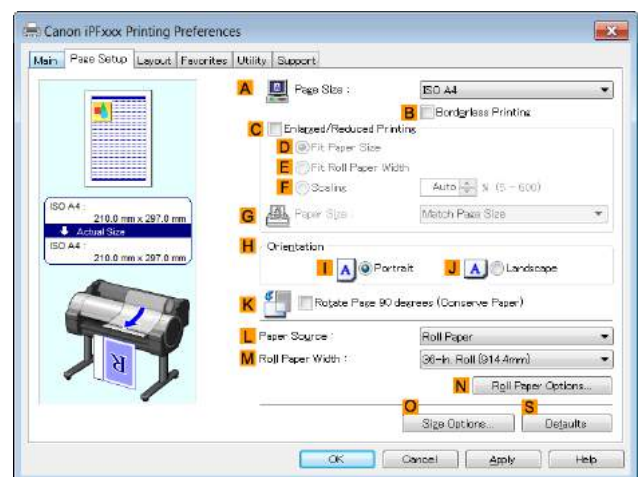 Canon iPFxxx Printing Preferences
Main Page Setup Layout Favorites Utility Support
A Page Size : ISO A4
B Borderless Printing
C Enlarged/Reduced Printing
D Fit Paper Size
E Fit Roll Paper Width
F Scaling Auto % (5 - 600)
G Paper Size : Match Page Size
ISO A4 :
210.0 mm x 297.0 mm
Actual Size
ISO A4 :
210.0 mm x 297.0 mm
H Orientation
I A Portrait J A Landscape
K Rotate Page 90 degrees (Conserve Paper)
R
L Paper Source : Roll Paper
M Roll Paper Width : 36-in. Roll (914.4mm)
N Roll Paper Options...
O S
Size Options... Defaults
OK Cancel Apply Help